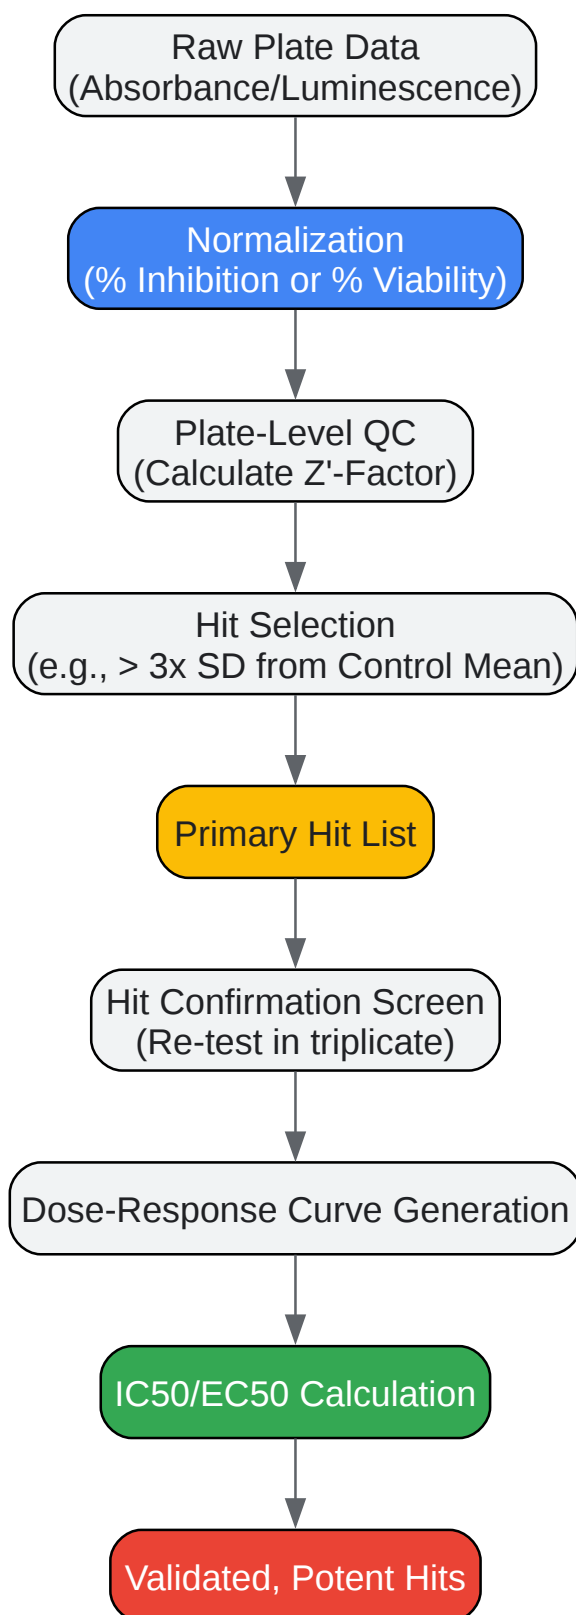 Raw Plate Data
(Absorbance/Luminescence)
Normalization
(% Inhibition or % Viability)
Plate-Level QC
(Calculate Z'-Factor)
Hit Selection
(e.g., > 3x SD from Control Mean)
Primary Hit List
Hit Confirmation Screen
(Re-test in triplicate)
Dose-Response Curve Generation
IC50/EC50 Calculation
Validated, Potent Hits